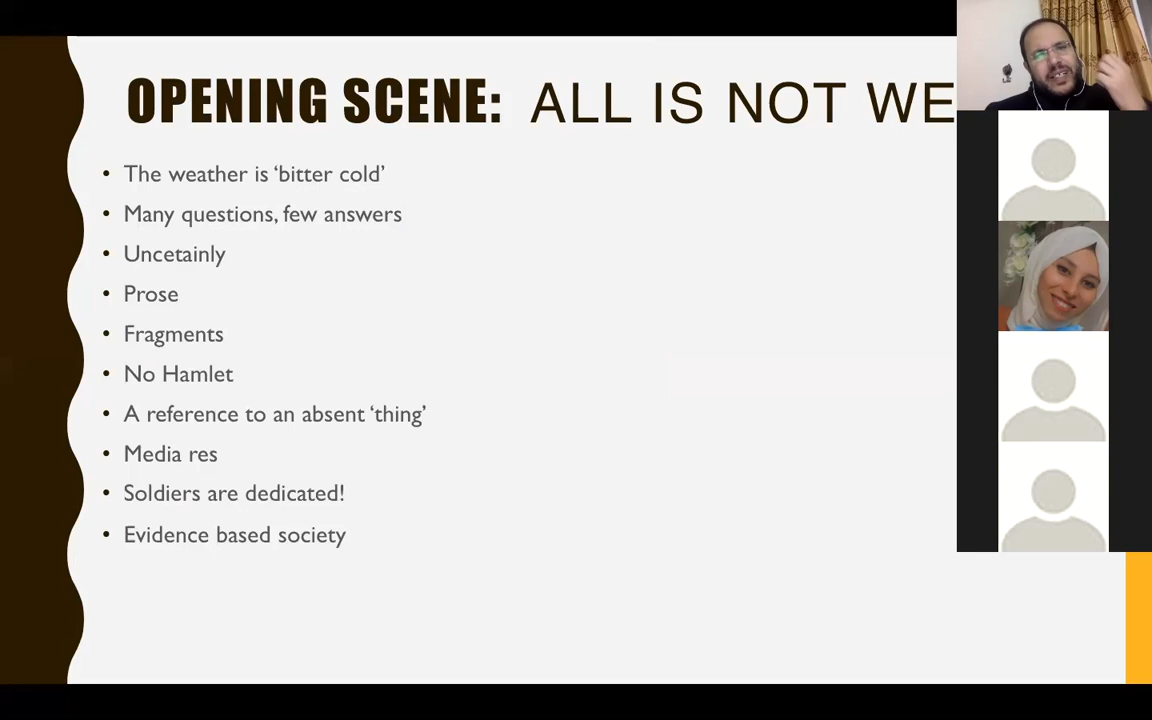 OPENING SCENE: ALL IS NOT WE
The weather is ‘bitter cold’
Many questions, few answers
Uncetainly
Prose
Fragments
No Hamlet
A reference to an absent ‘thing’
Media res
Soldiers are dedicated!
Evidence based society